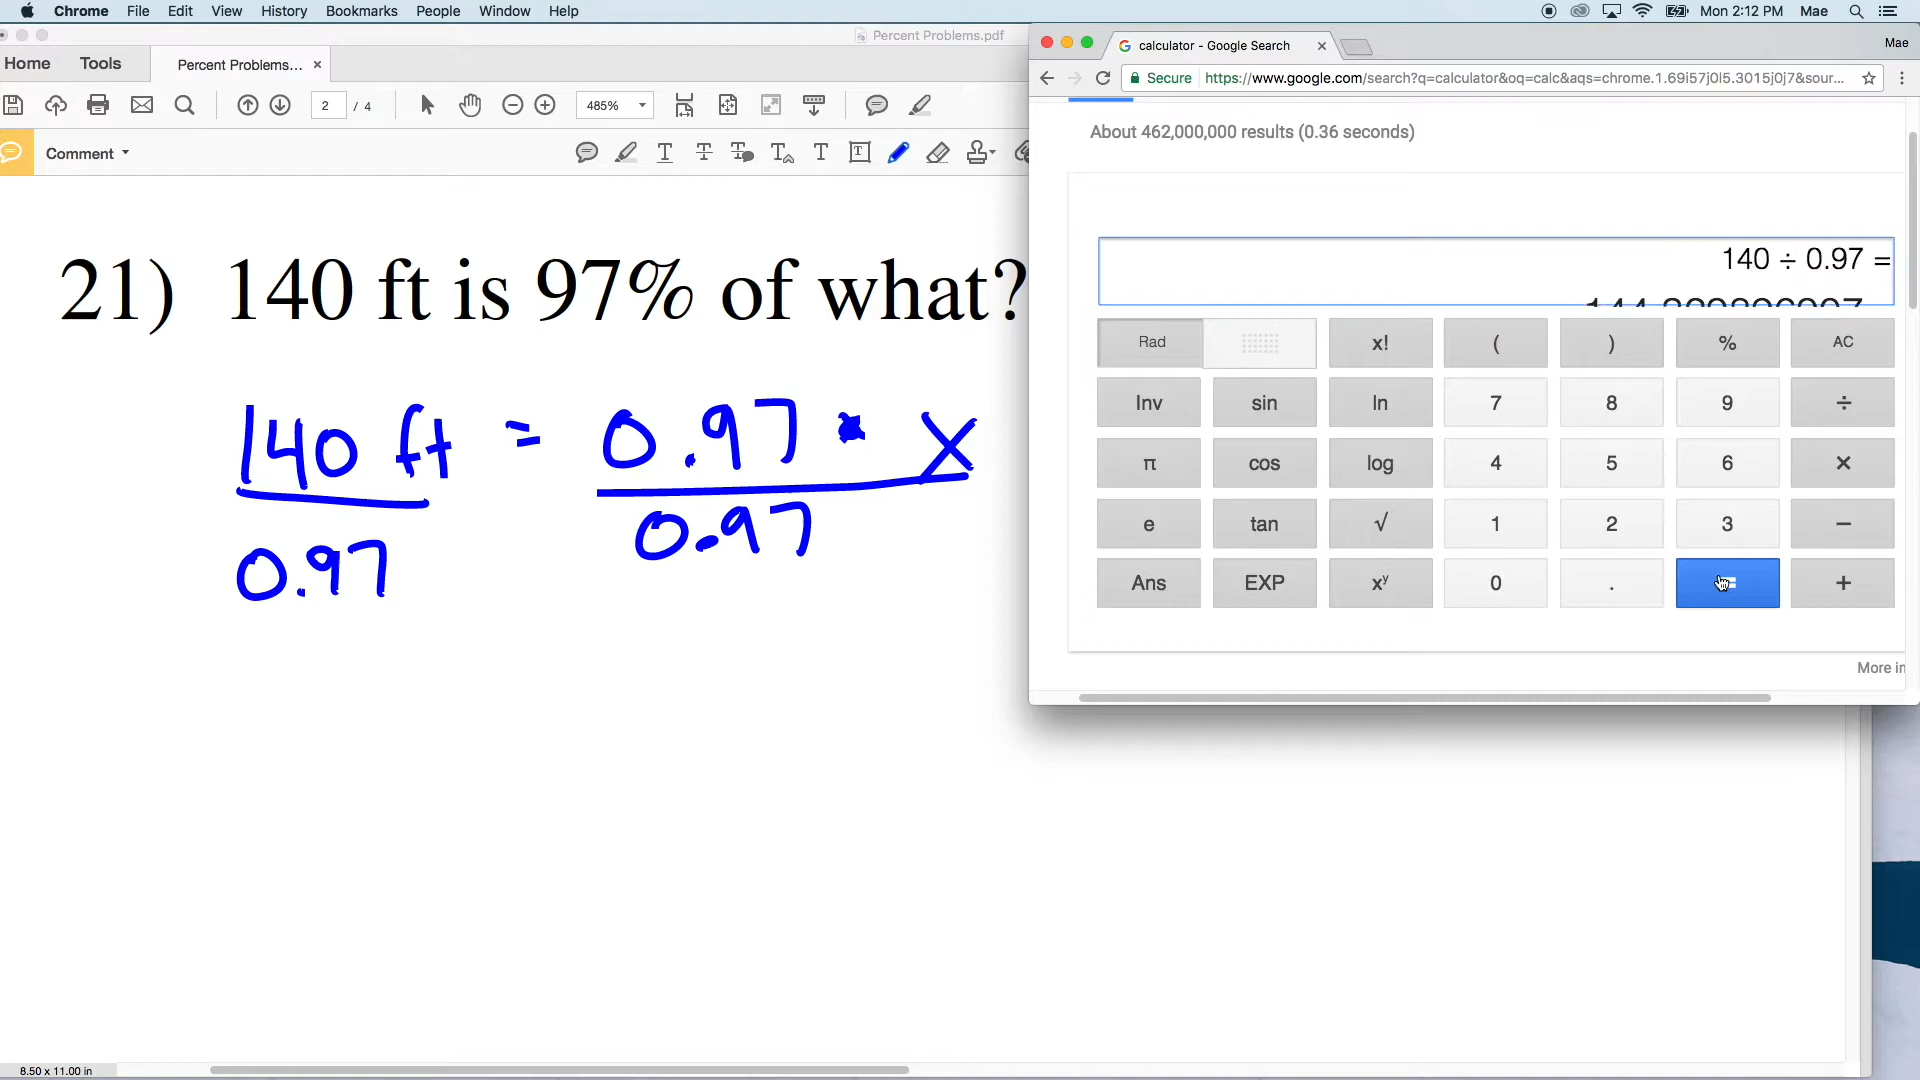 Chrome File Edit View History Bookmarks People Window Help Mon 2:12 PM Mae
Percent Problems.pdf
Home Tools Percent Problems... ×
2 / 4 485%
Comment
calculator - Google Search × Mae
Secure https://www.google.com/search?q=calculator&oq=calc&aqs=chrome.1.69i57j0l5.3015j0j7&sour...
About 462,000,000 results (0.36 seconds)
140 ÷ 0.97 =
Rad x! ( ) % AC
Inv sin ln 7 8 9 ÷
π cos log 4 5 6 ×
e tan √ 1 2 3 −
Ans EXP xʸ 0 . = +
21) 140 ft is 97% of what?
140 ft = 0.97 • X
0.97 0.97
8.50 x 11.00 in